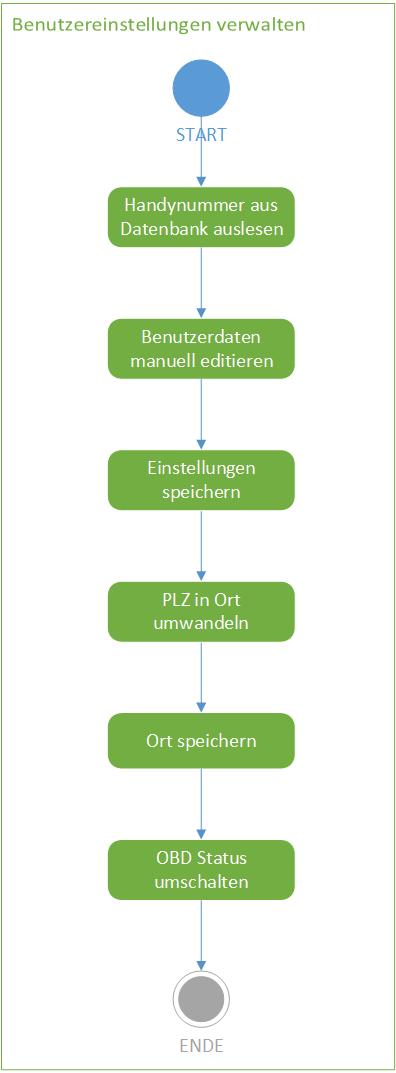 Benutzereinstellungen verwalten
START
Handynummer aus
Datenbank auslesen
Benutzerdaten
manuell editieren
Einstellungen
speichern
PLZ in Ort
umwandeln
Ort speichern
OBD Status
umschalten
ENDE